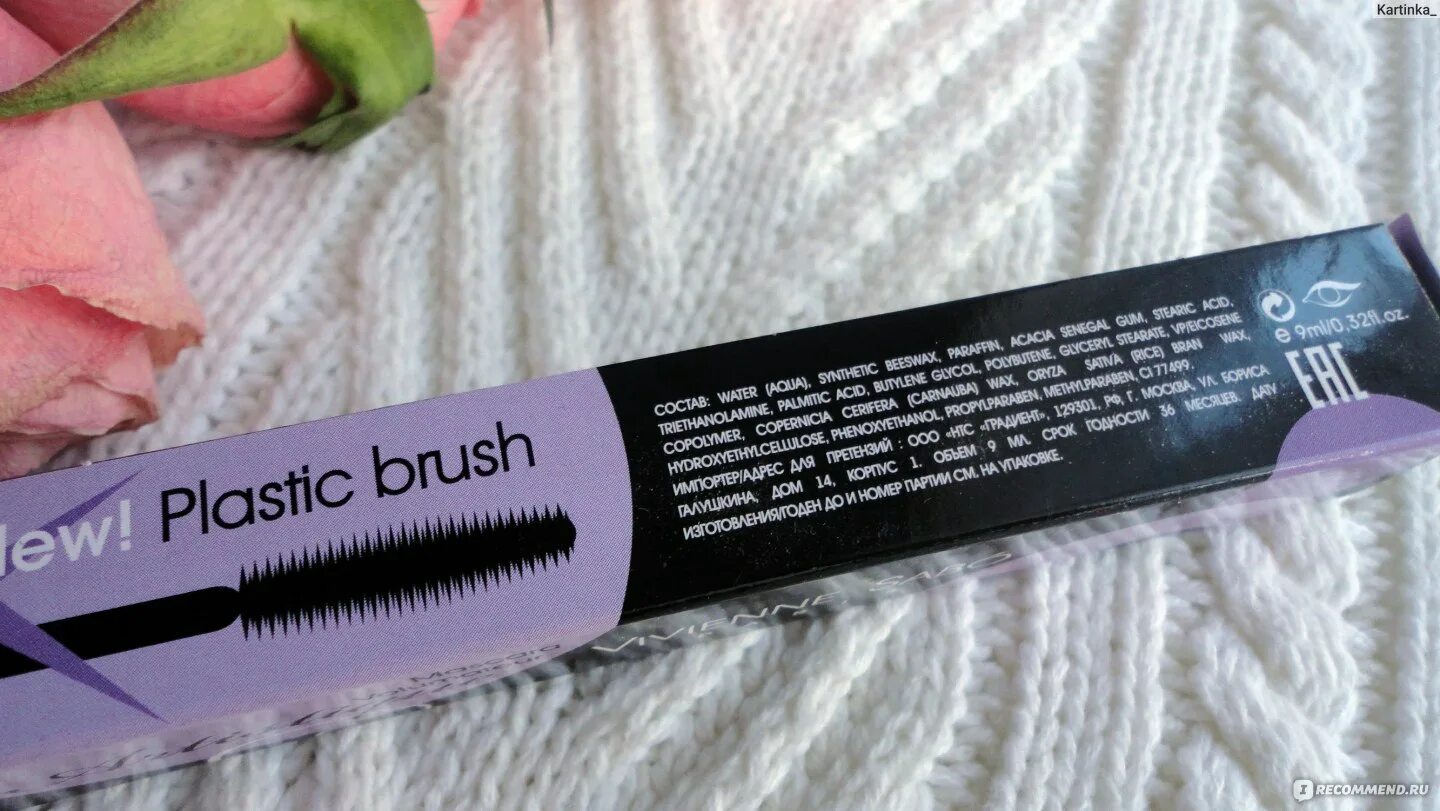 Kartinka_
New! Plastic brush
СОСТАВ: WATER (AQUA), SYNTHETIC BEESWAX, PARAFFIN, ACACIA SENEGAL GUM, STEARIC ACID,
TRIETHANOLAMINE, PALMITIC ACID, BUTYLENE GLYCOL, POLYBUTENE, GLYCERYL STEARATE, VP/EICOSENE
COPOLYMER, COPERNICIA CERIFERA (CARNAUBA) WAX, ORYZA SATIVA (RICE) BRAN WAX,
HYDROXYETHYLCELLULOSE, PHENOXYETHANOL, PROPYLPARABEN, METHYLPARABEN, CI 77499.
ИМПОРТЕР/АДРЕС ДЛЯ ПРЕТЕНЗИЙ : ООО «НТС «ГРАДИЕНТ», 129301, РФ, Г. МОСКВА, УЛ. БОРИСА
ГАЛУШКИНА, ДОМ 14, КОРПУС 1. ОБЪЕМ 9 МЛ. СРОК ГОДНОСТИ 36 МЕСЯЦЕВ. ДАТУ
ИЗГОТОВЛЕНИЯ/ГОДЕН ДО И НОМЕР ПАРТИИ СМ. НА УПАКОВКЕ.
e 9ml/0,32fl.oz.
EAC
VIVIENNE SABO
Mascara
IRECOMMEND.RU